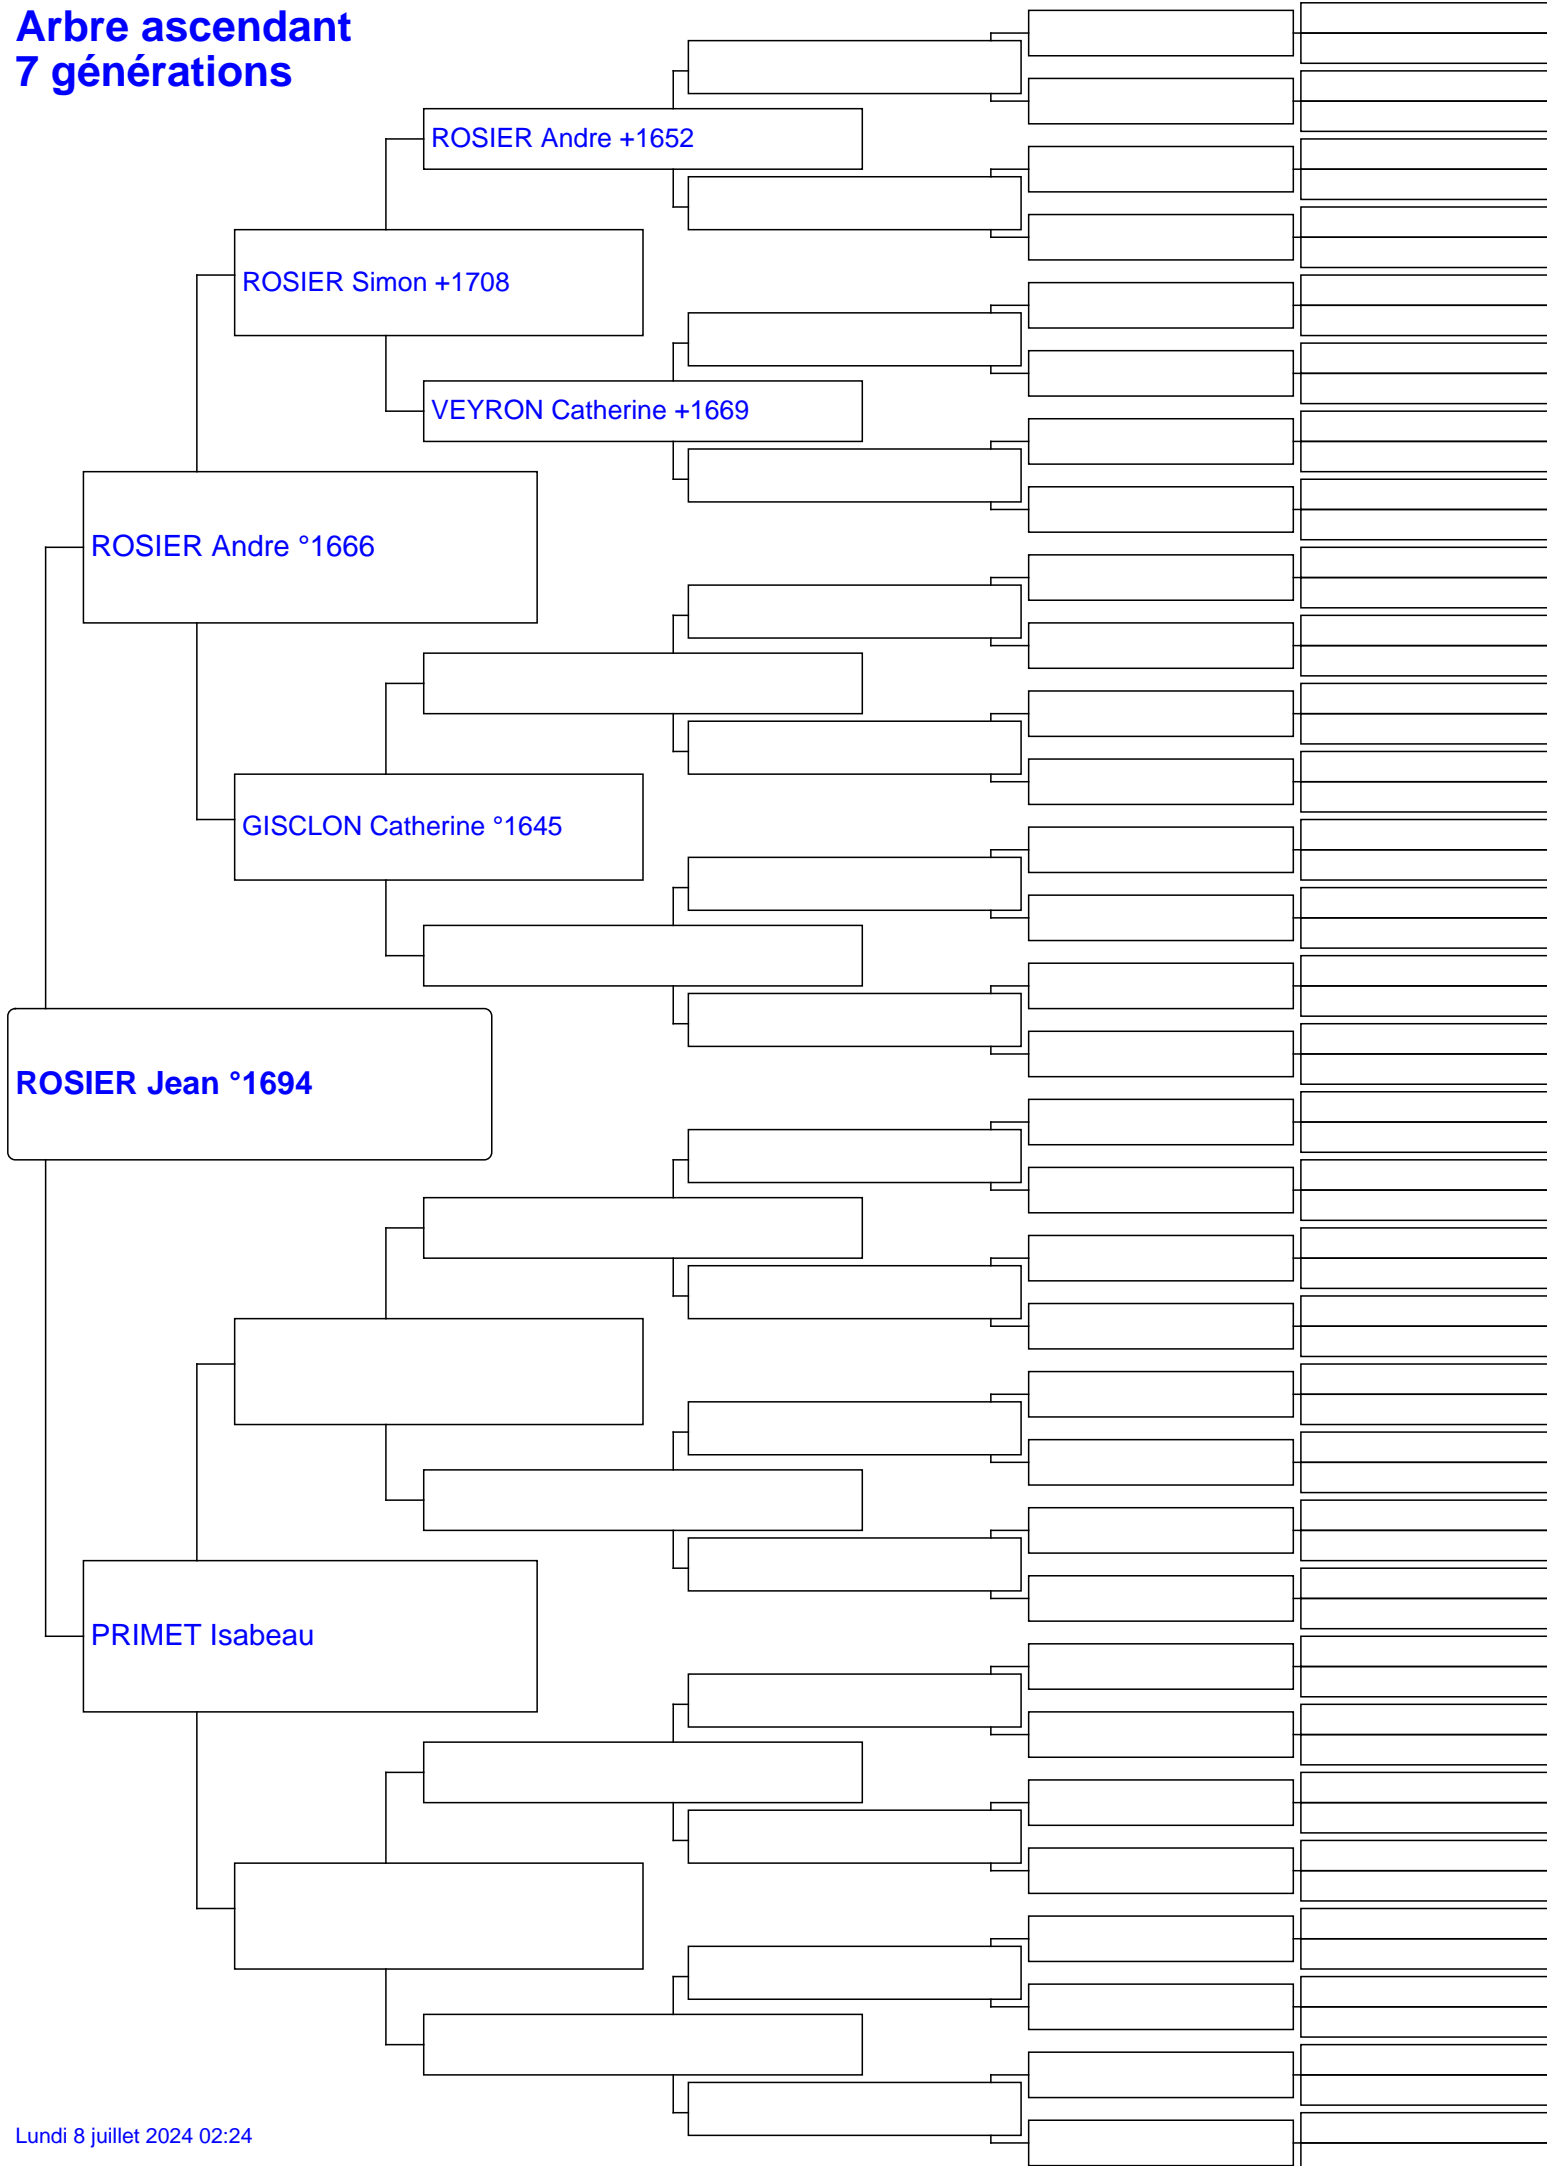 Arbre ascendant
7 générations
ROSIER Andre +1652
ROSIER Simon +1708
VEYRON Catherine +1669
ROSIER Andre °1666
GISCLON Catherine °1645
ROSIER Jean °1694
PRIMET Isabeau
Lundi 8 juillet 2024 02:24